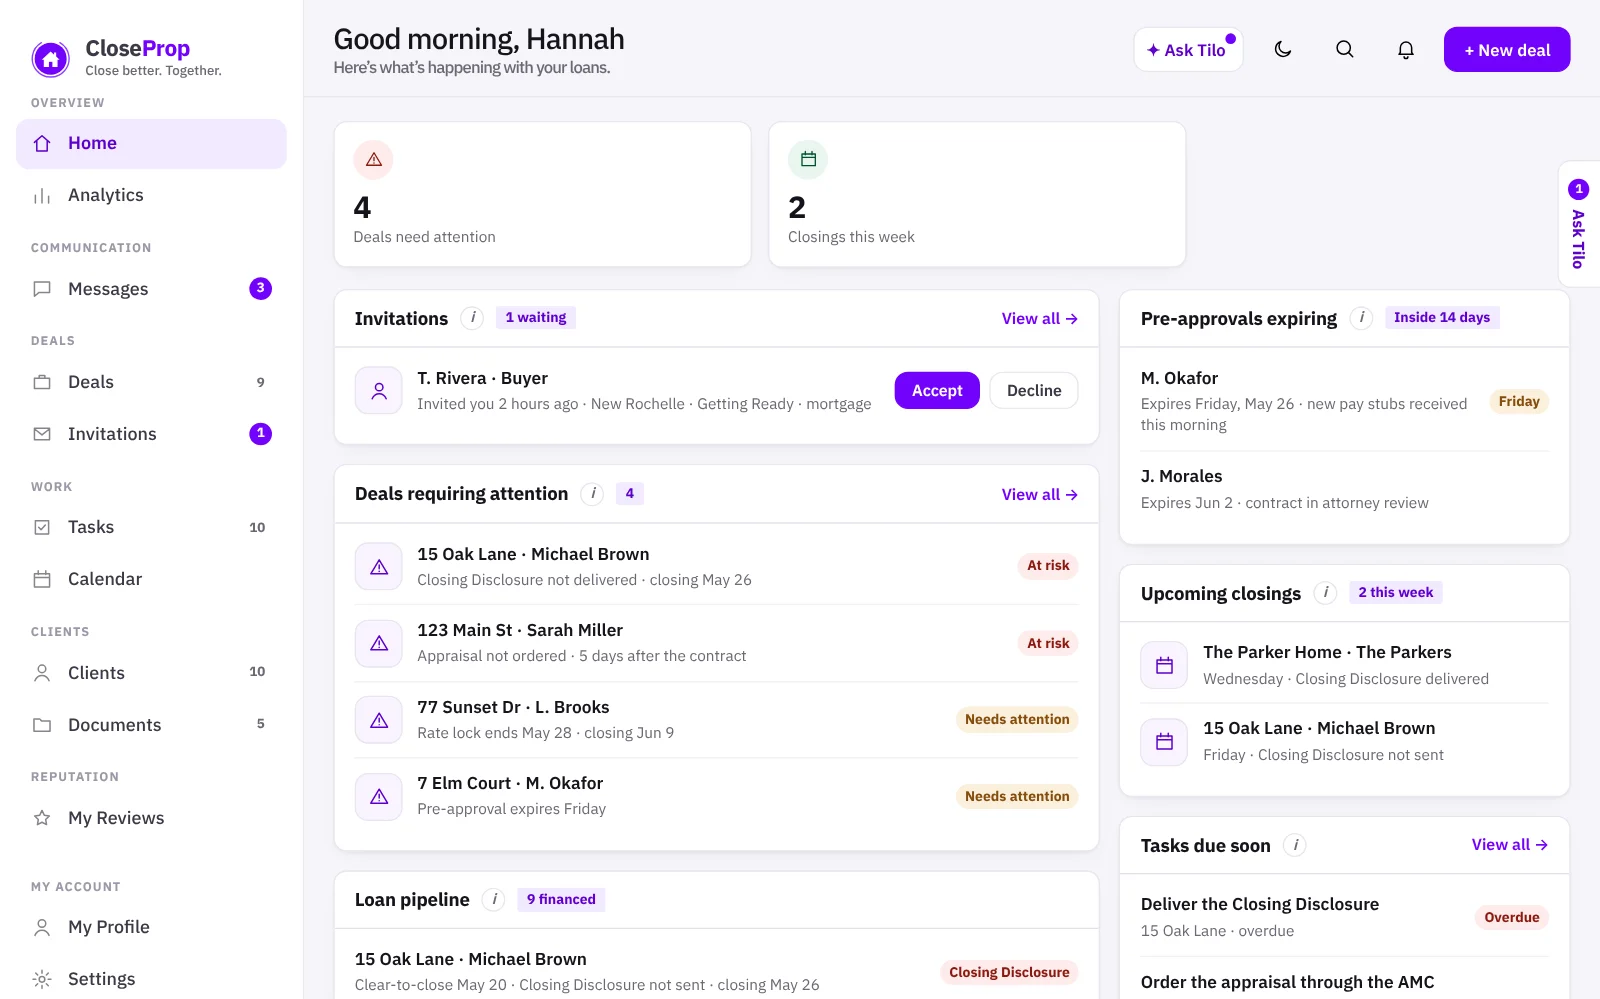 CloseProp
Close better. Together.
OVERVIEW
Home
Analytics
COMMUNICATION
Messages
3
DEALS
Deals
9
Invitations
1
WORK
Tasks
10
Calendar
CLIENTS
Clients
10
Documents
5
REPUTATION
My Reviews
MY ACCOUNT
My Profile
Settings
Good morning, Hannah
Here's what's happening with your loans.
Ask Tilo
+ New deal
4
Deals need attention
2
Closings this week
1
Ask Tilo
Invitations
i
1 waiting
View all →
T. Rivera · Buyer
Invited you 2 hours ago · New Rochelle · Getting Ready · mortgage
Accept
Decline
Deals requiring attention
i
4
View all →
15 Oak Lane · Michael Brown
Closing Disclosure not delivered · closing May 26
At risk
123 Main St · Sarah Miller
Appraisal not ordered · 5 days after the contract
At risk
77 Sunset Dr · L. Brooks
Rate lock ends May 28 · closing Jun 9
Needs attention
7 Elm Court · M. Okafor
Pre-approval expires Friday
Needs attention
Loan pipeline
i
9 financed
15 Oak Lane · Michael Brown
Clear-to-close May 20 · Closing Disclosure not sent · closing May 26
Closing Disclosure
Pre-approvals expiring
i
Inside 14 days
M. Okafor
Expires Friday, May 26 · new pay stubs received
this morning
Friday
J. Morales
Expires Jun 2 · contract in attorney review
Upcoming closings
i
2 this week
The Parker Home · The Parkers
Wednesday · Closing Disclosure delivered
15 Oak Lane · Michael Brown
Friday · Closing Disclosure not sent
Tasks due soon
i
View all →
Deliver the Closing Disclosure
15 Oak Lane · overdue
Overdue
Order the appraisal through the AMC